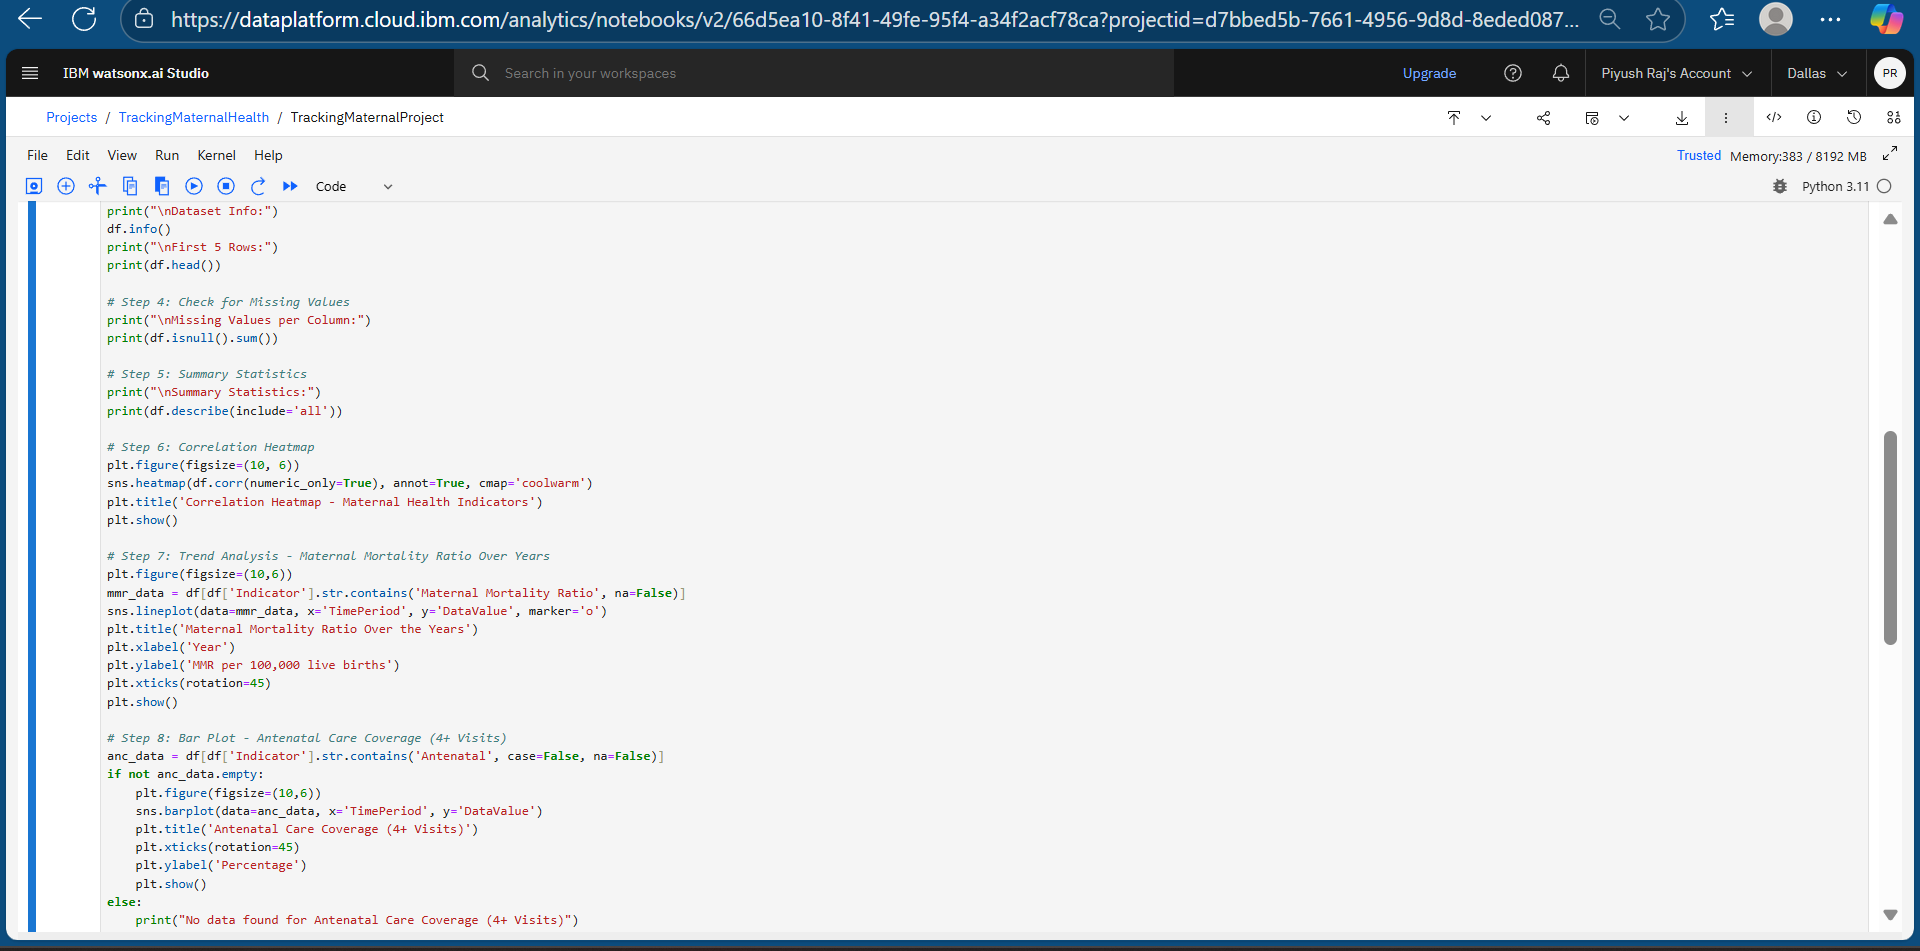 https://dataplatform.cloud.ibm.com/analytics/notebooks/v2/66d5ea10-8f41-49fe-95f4-a34f2acf78ca?projectid=d7bbed5b-7661-4956-9d8d-8eded087...
IBM watsonx.ai Studio
Search in your workspaces
Upgrade
Piyush Raj's Account
Dallas
PR
Projects / TrackingMaternalHealth / TrackingMaternalProject
File Edit View Run Kernel Help
Trusted Memory:383 / 8192 MB
Code
Python 3.11
print("\nDataset Info:")
df.info()
print("\nFirst 5 Rows:")
print(df.head())
# Step 4: Check for Missing Values
print("\nMissing Values per Column:")
print(df.isnull().sum())
# Step 5: Summary Statistics
print("\nSummary Statistics:")
print(df.describe(include='all'))
# Step 6: Correlation Heatmap
plt.figure(figsize=(10, 6))
sns.heatmap(df.corr(numeric_only=True), annot=True, cmap='coolwarm')
plt.title('Correlation Heatmap - Maternal Health Indicators')
plt.show()
# Step 7: Trend Analysis - Maternal Mortality Ratio Over Years
plt.figure(figsize=(10,6))
mmr_data = df[df['Indicator'].str.contains('Maternal Mortality Ratio', na=False)]
sns.lineplot(data=mmr_data, x='TimePeriod', y='DataValue', marker='o')
plt.title('Maternal Mortality Ratio Over the Years')
plt.xlabel('Year')
plt.ylabel('MMR per 100,000 live births')
plt.xticks(rotation=45)
plt.show()
# Step 8: Bar Plot - Antenatal Care Coverage (4+ Visits)
anc_data = df[df['Indicator'].str.contains('Antenatal', case=False, na=False)]
if not anc_data.empty:
    plt.figure(figsize=(10,6))
    sns.barplot(data=anc_data, x='TimePeriod', y='DataValue')
    plt.title('Antenatal Care Coverage (4+ Visits)')
    plt.xticks(rotation=45)
    plt.ylabel('Percentage')
    plt.show()
else:
    print("No data found for Antenatal Care Coverage (4+ Visits)")